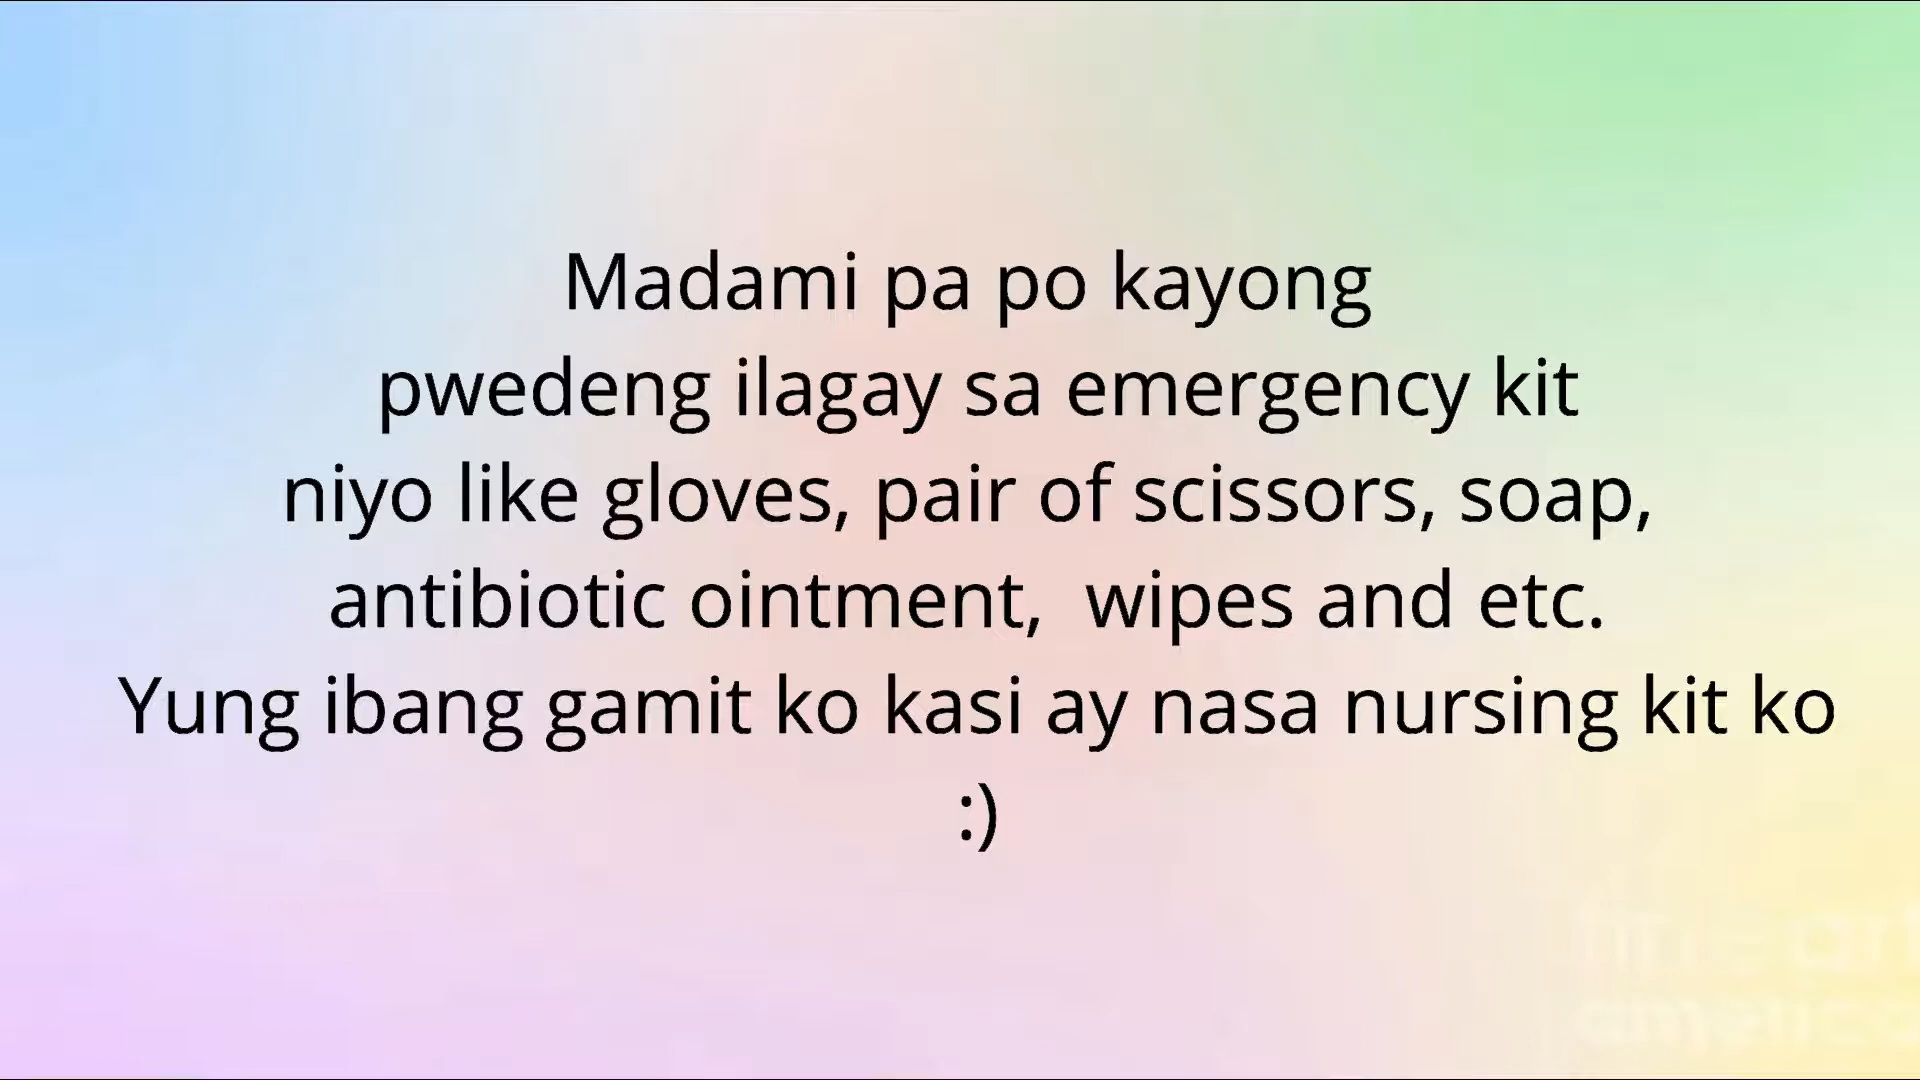 Madami pa po kayong
pwedeng ilagay sa emergency kit
niyo like gloves, pair of scissors, soap,
antibiotic ointment,  wipes and etc.
Yung ibang gamit ko kasi ay nasa nursing kit ko
:)